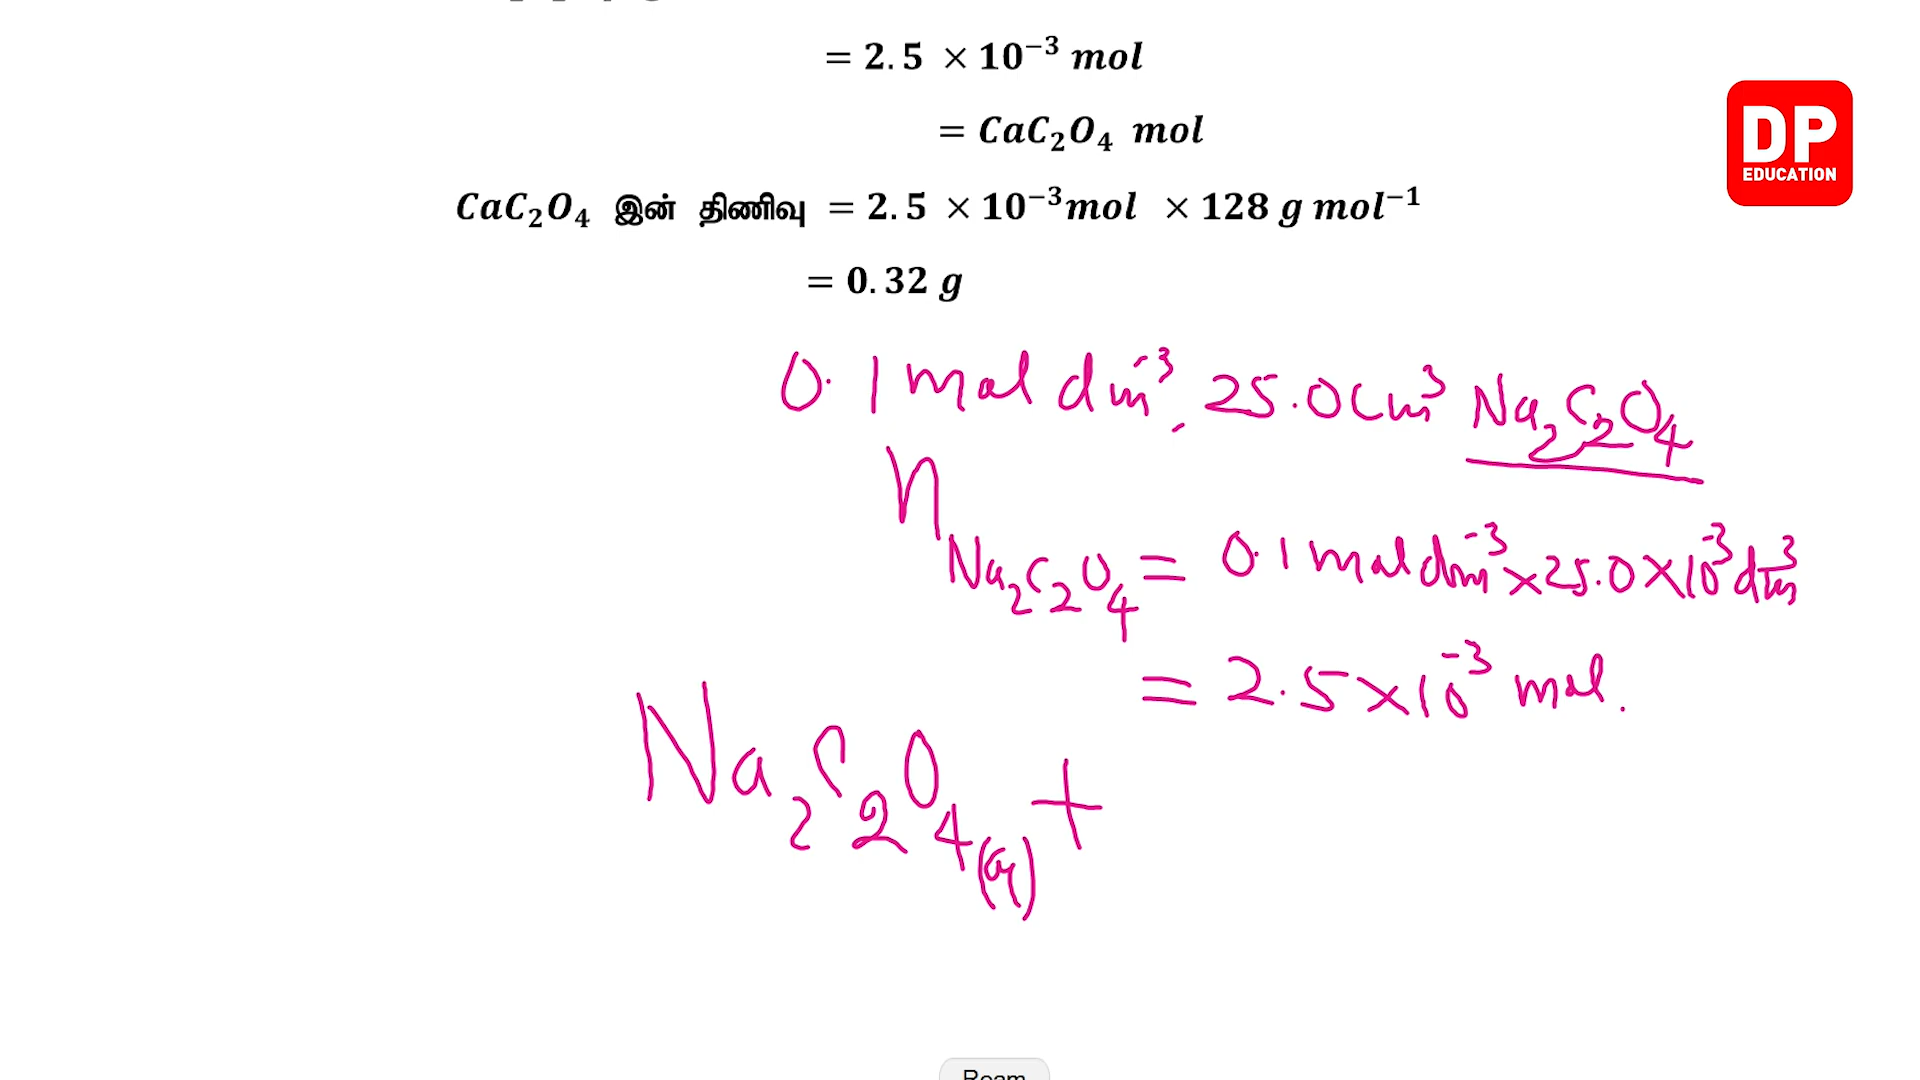 = 2.5 × 10⁻³ mol
= CaC₂O₄ mol
DP
EDUCATION
CaC₂O₄ இன் திணிவு = 2.5 × 10⁻³mol × 128 g mol⁻¹
= 0.32 g
0.1 mol dm⁻³, 25.0 cm³ Na₂C₂O₄
n Na₂C₂O₄ = 0.1 mol dm⁻³ × 25.0 × 10⁻³ dm³
= 2.5 × 10⁻³ mol.
Na₂C₂O₄(aq) +